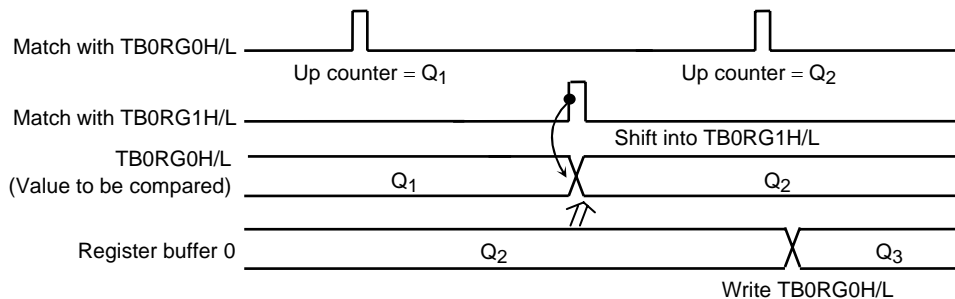 Match with TB0RG0H/L
Up counter = Q1
Up counter = Q2
Match with TB0RG1H/L
Shift into TB0RG1H/L
TB0RG0H/L
(Value to be compared)
Q1
Q2
Register buffer 0
Q2
Q3
Write TB0RG0H/L